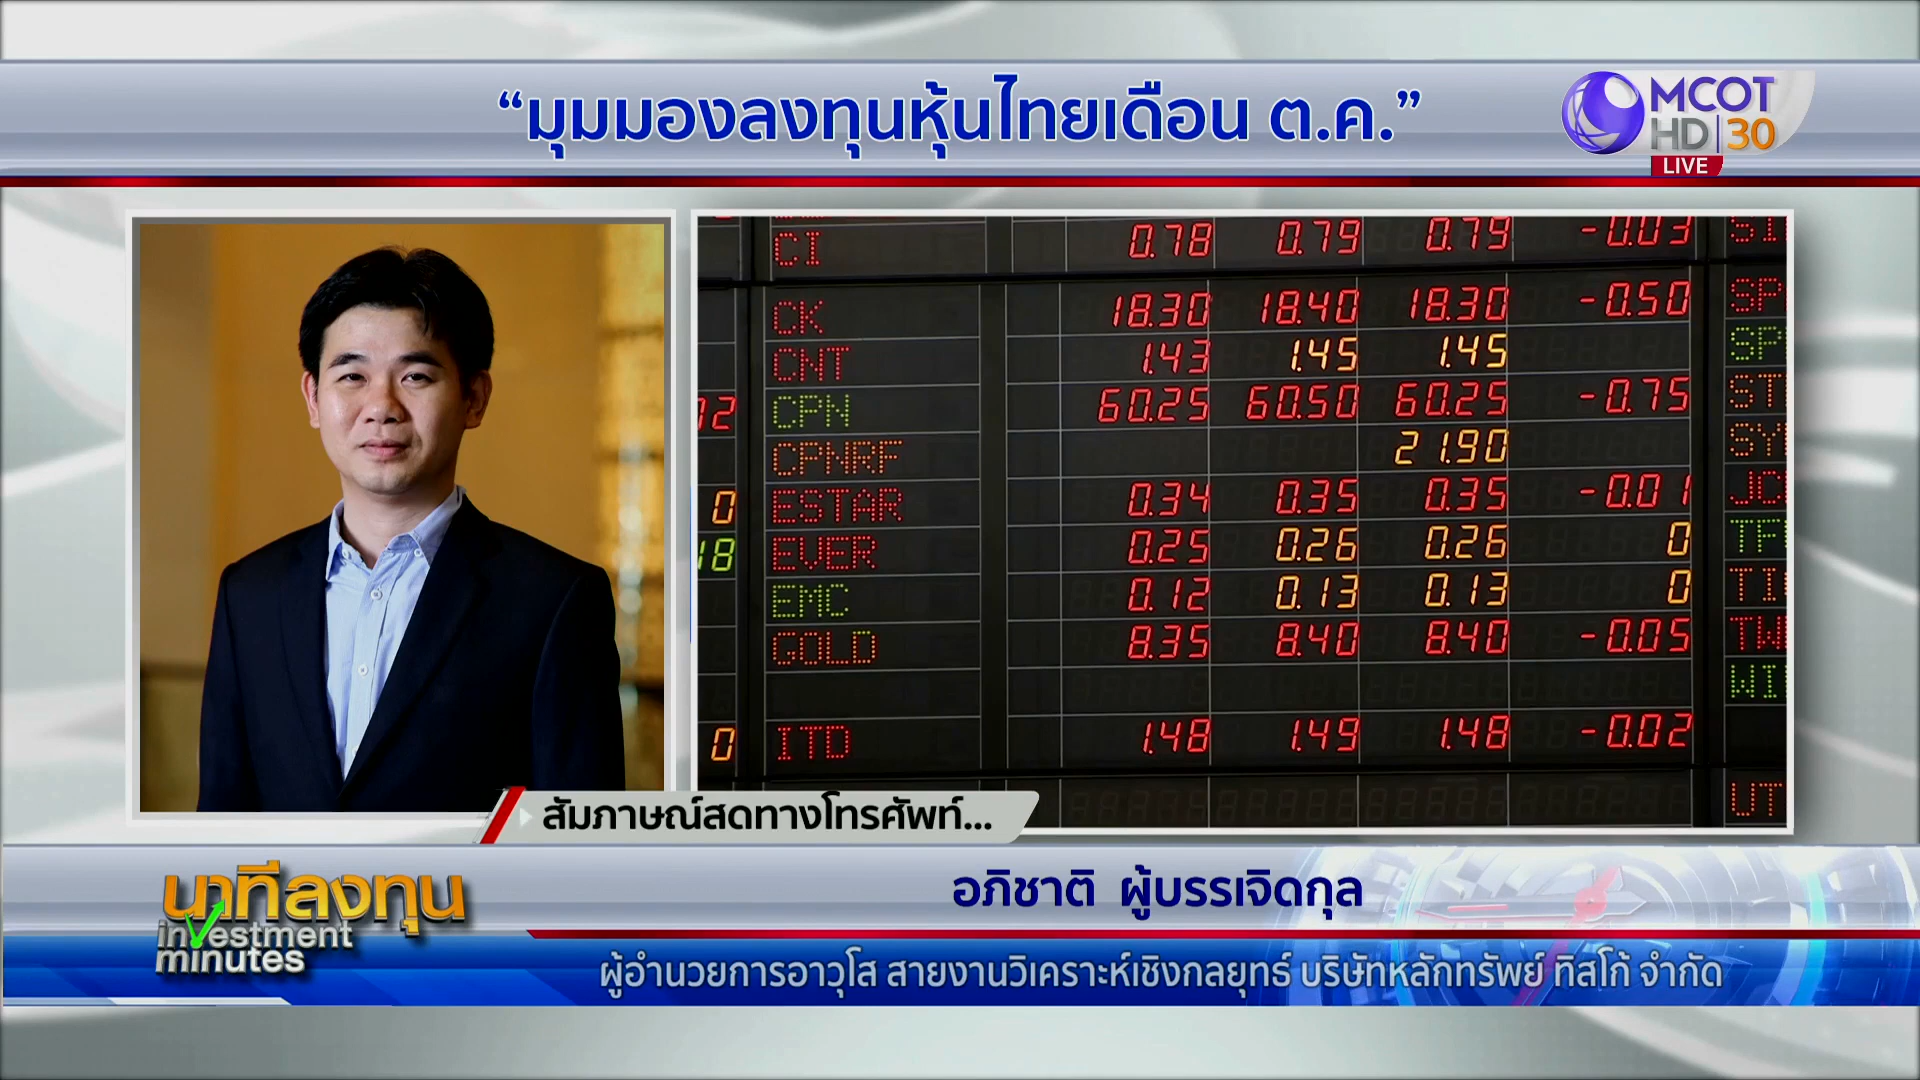 “มุมมองลงทุนหุ้นไทยเดือน ต.ค.”
MCOT
HD 30
LIVE
CI 0.78 0.79 0.79 -0.03
CK 18.30 18.40 18.30 -0.50
CNT 1.43 1.45 1.45
CPN 60.25 60.50 60.25 -0.75
CPNRF 21.90
ESTAR 0.34 0.35 0.35 -0.01
0
EVER 0.25 0.26 0.26 0
18
EMC 0.12 0.13 0.13 0
GOLD 8.35 8.40 8.40 -0.05
0 ITD 1.48 1.49 1.48 -0.02
สัมภาษณ์สดทางโทรศัพท์...
นาทีลงทุน
investment
minutes
อภิชาติ ผู้บรรเจิดกุล
ผู้อำนวยการอาวุโส สายงานวิเคราะห์เชิงกลยุทธ์ บริษัทหลักทรัพย์ ทิสโก้ จำกัด